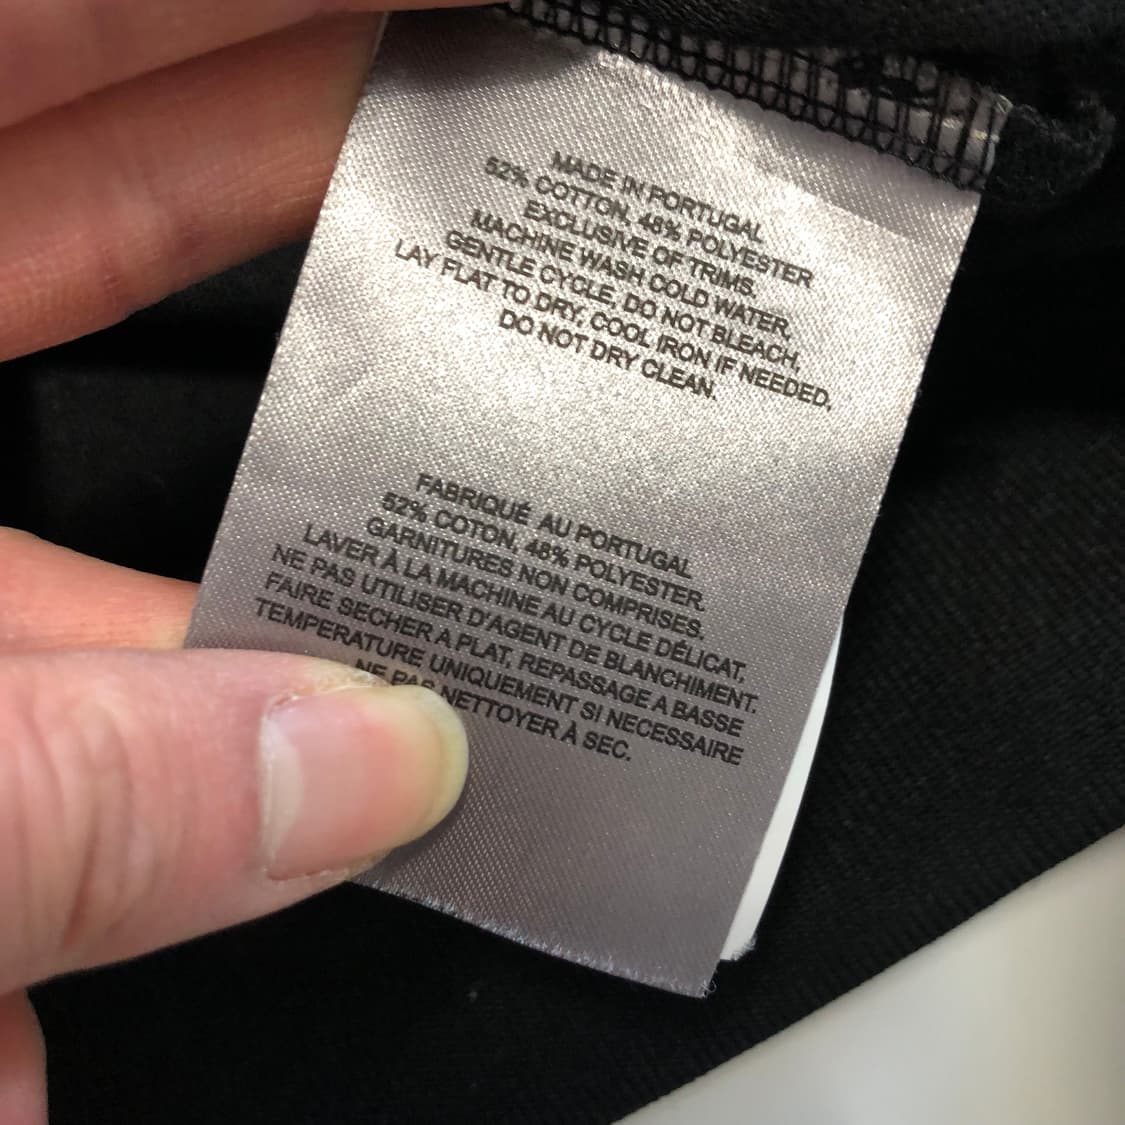 MADE IN PORTUGAL
52% COTTON, 48% POLYESTER
EXCLUSIVE OF TRIMS.
MACHINE WASH COLD WATER,
GENTLE CYCLE, DO NOT BLEACH,
LAY FLAT TO DRY, COOL IRON IF NEEDED,
DO NOT DRY CLEAN.
FABRIQUÉ AU PORTUGAL
52% COTON, 48% POLYESTER.
GARNITURES NON COMPRISES.
LAVER À LA MACHINE AU CYCLE DÉLICAT,
NE PAS UTILISER D'AGENT DE BLANCHIMENT.
FAIRE SECHER A PLAT, REPASSAGE A BASSE
TEMPERATURE UNIQUEMENT SI NECESSAIRE
NE PAS NETTOYER À SEC.